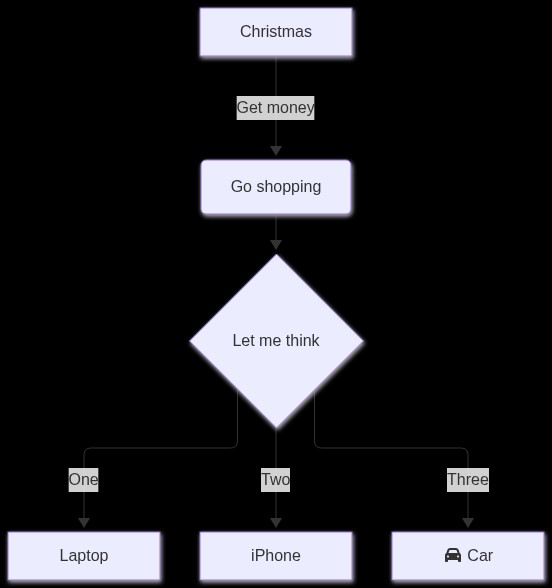 Christmas
Get money
Go shopping
Let me think
One
Two
Three
Laptop
iPhone
Car